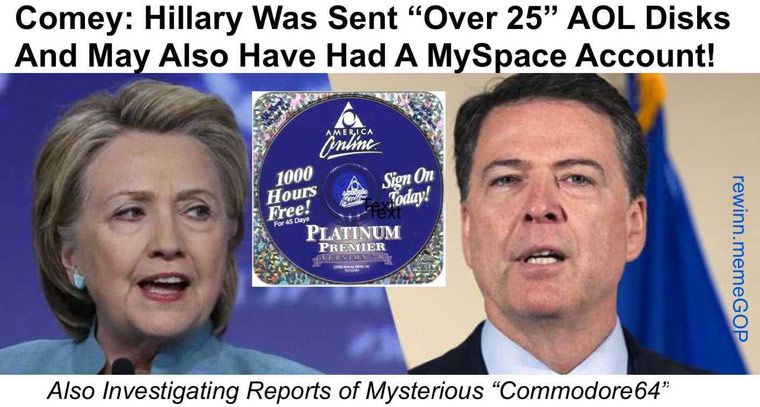 Comey: Hillary Was Sent “Over 25” AOL Disks
And May Also Have Had A MySpace Account!
AMERICA
Online
1000
Hours
Free!
For 45 Days
Sign On
Today!
Text
Text
PLATINUM
PREMIER
VERSION 7.0
rewinn.memeGOP
Also Investigating Reports of Mysterious “Commodore64”